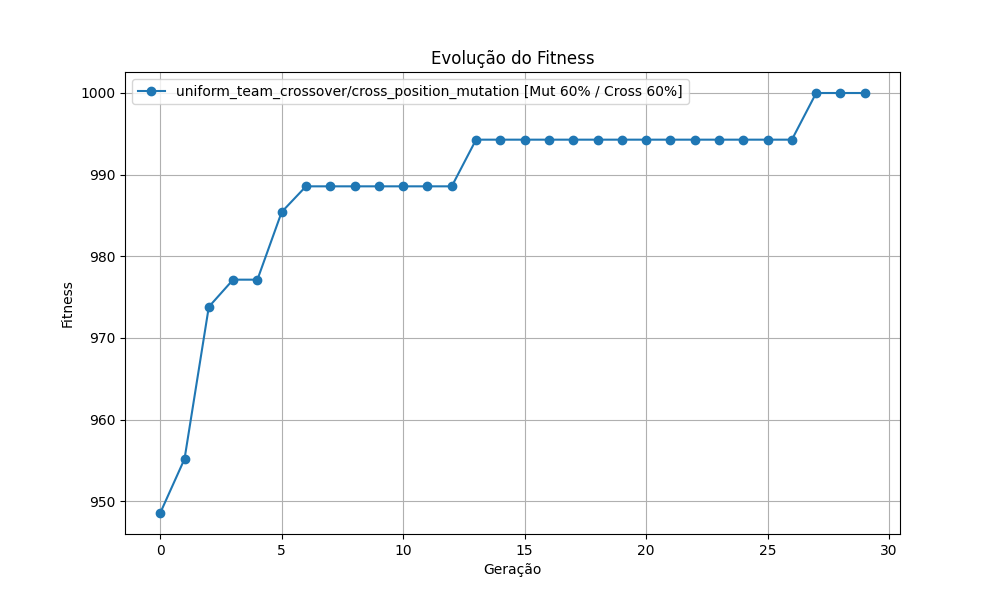 Evolução do Fitness
uniform_team_crossover/cross_position_mutation [Mut 60% / Cross 60%]
1000
990
980
970
960
950
Fitness
0 5 10 15 20 25 30
Geração